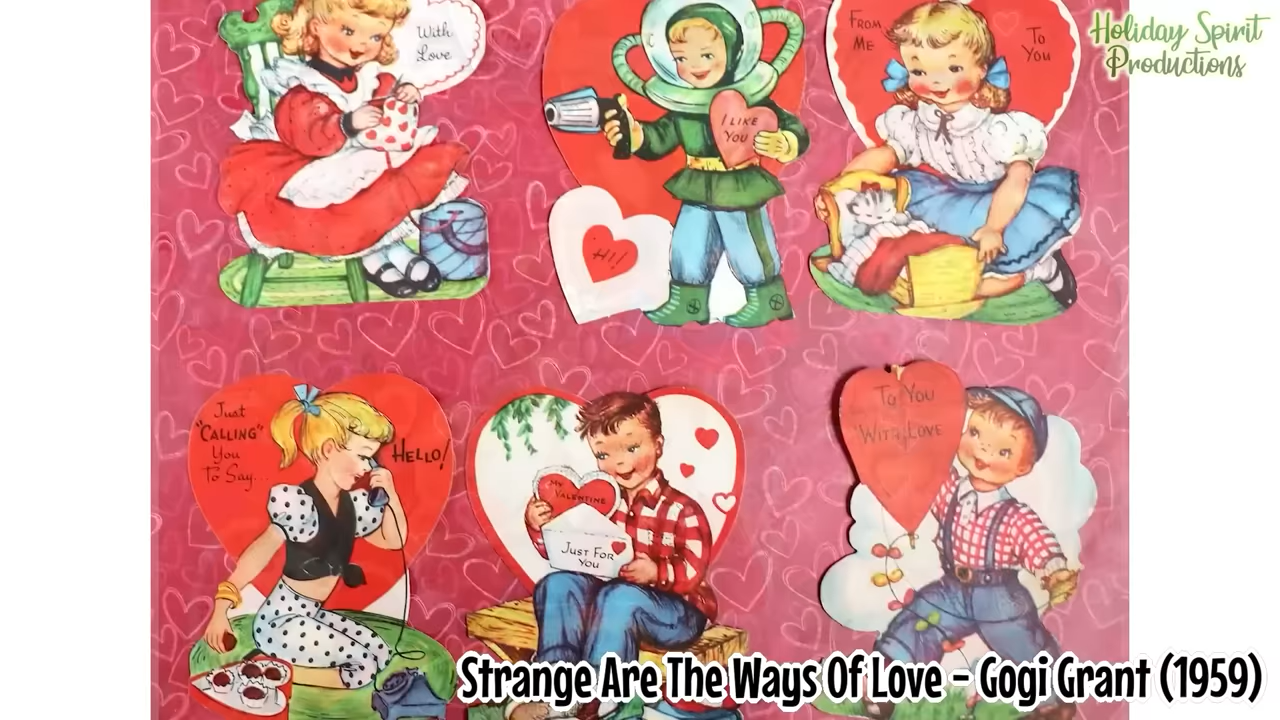 Holiday Spirit
Productions
With
Love
I LIKE
YOU
HI!
FROM
ME
TO
YOU
Just
"CALLING"
You
To Say...
HELLO!
MY
VALENTINE
JUST FOR
YOU
To You
With Love
Strange Are The Ways Of Love - Gogi Grant (1959)